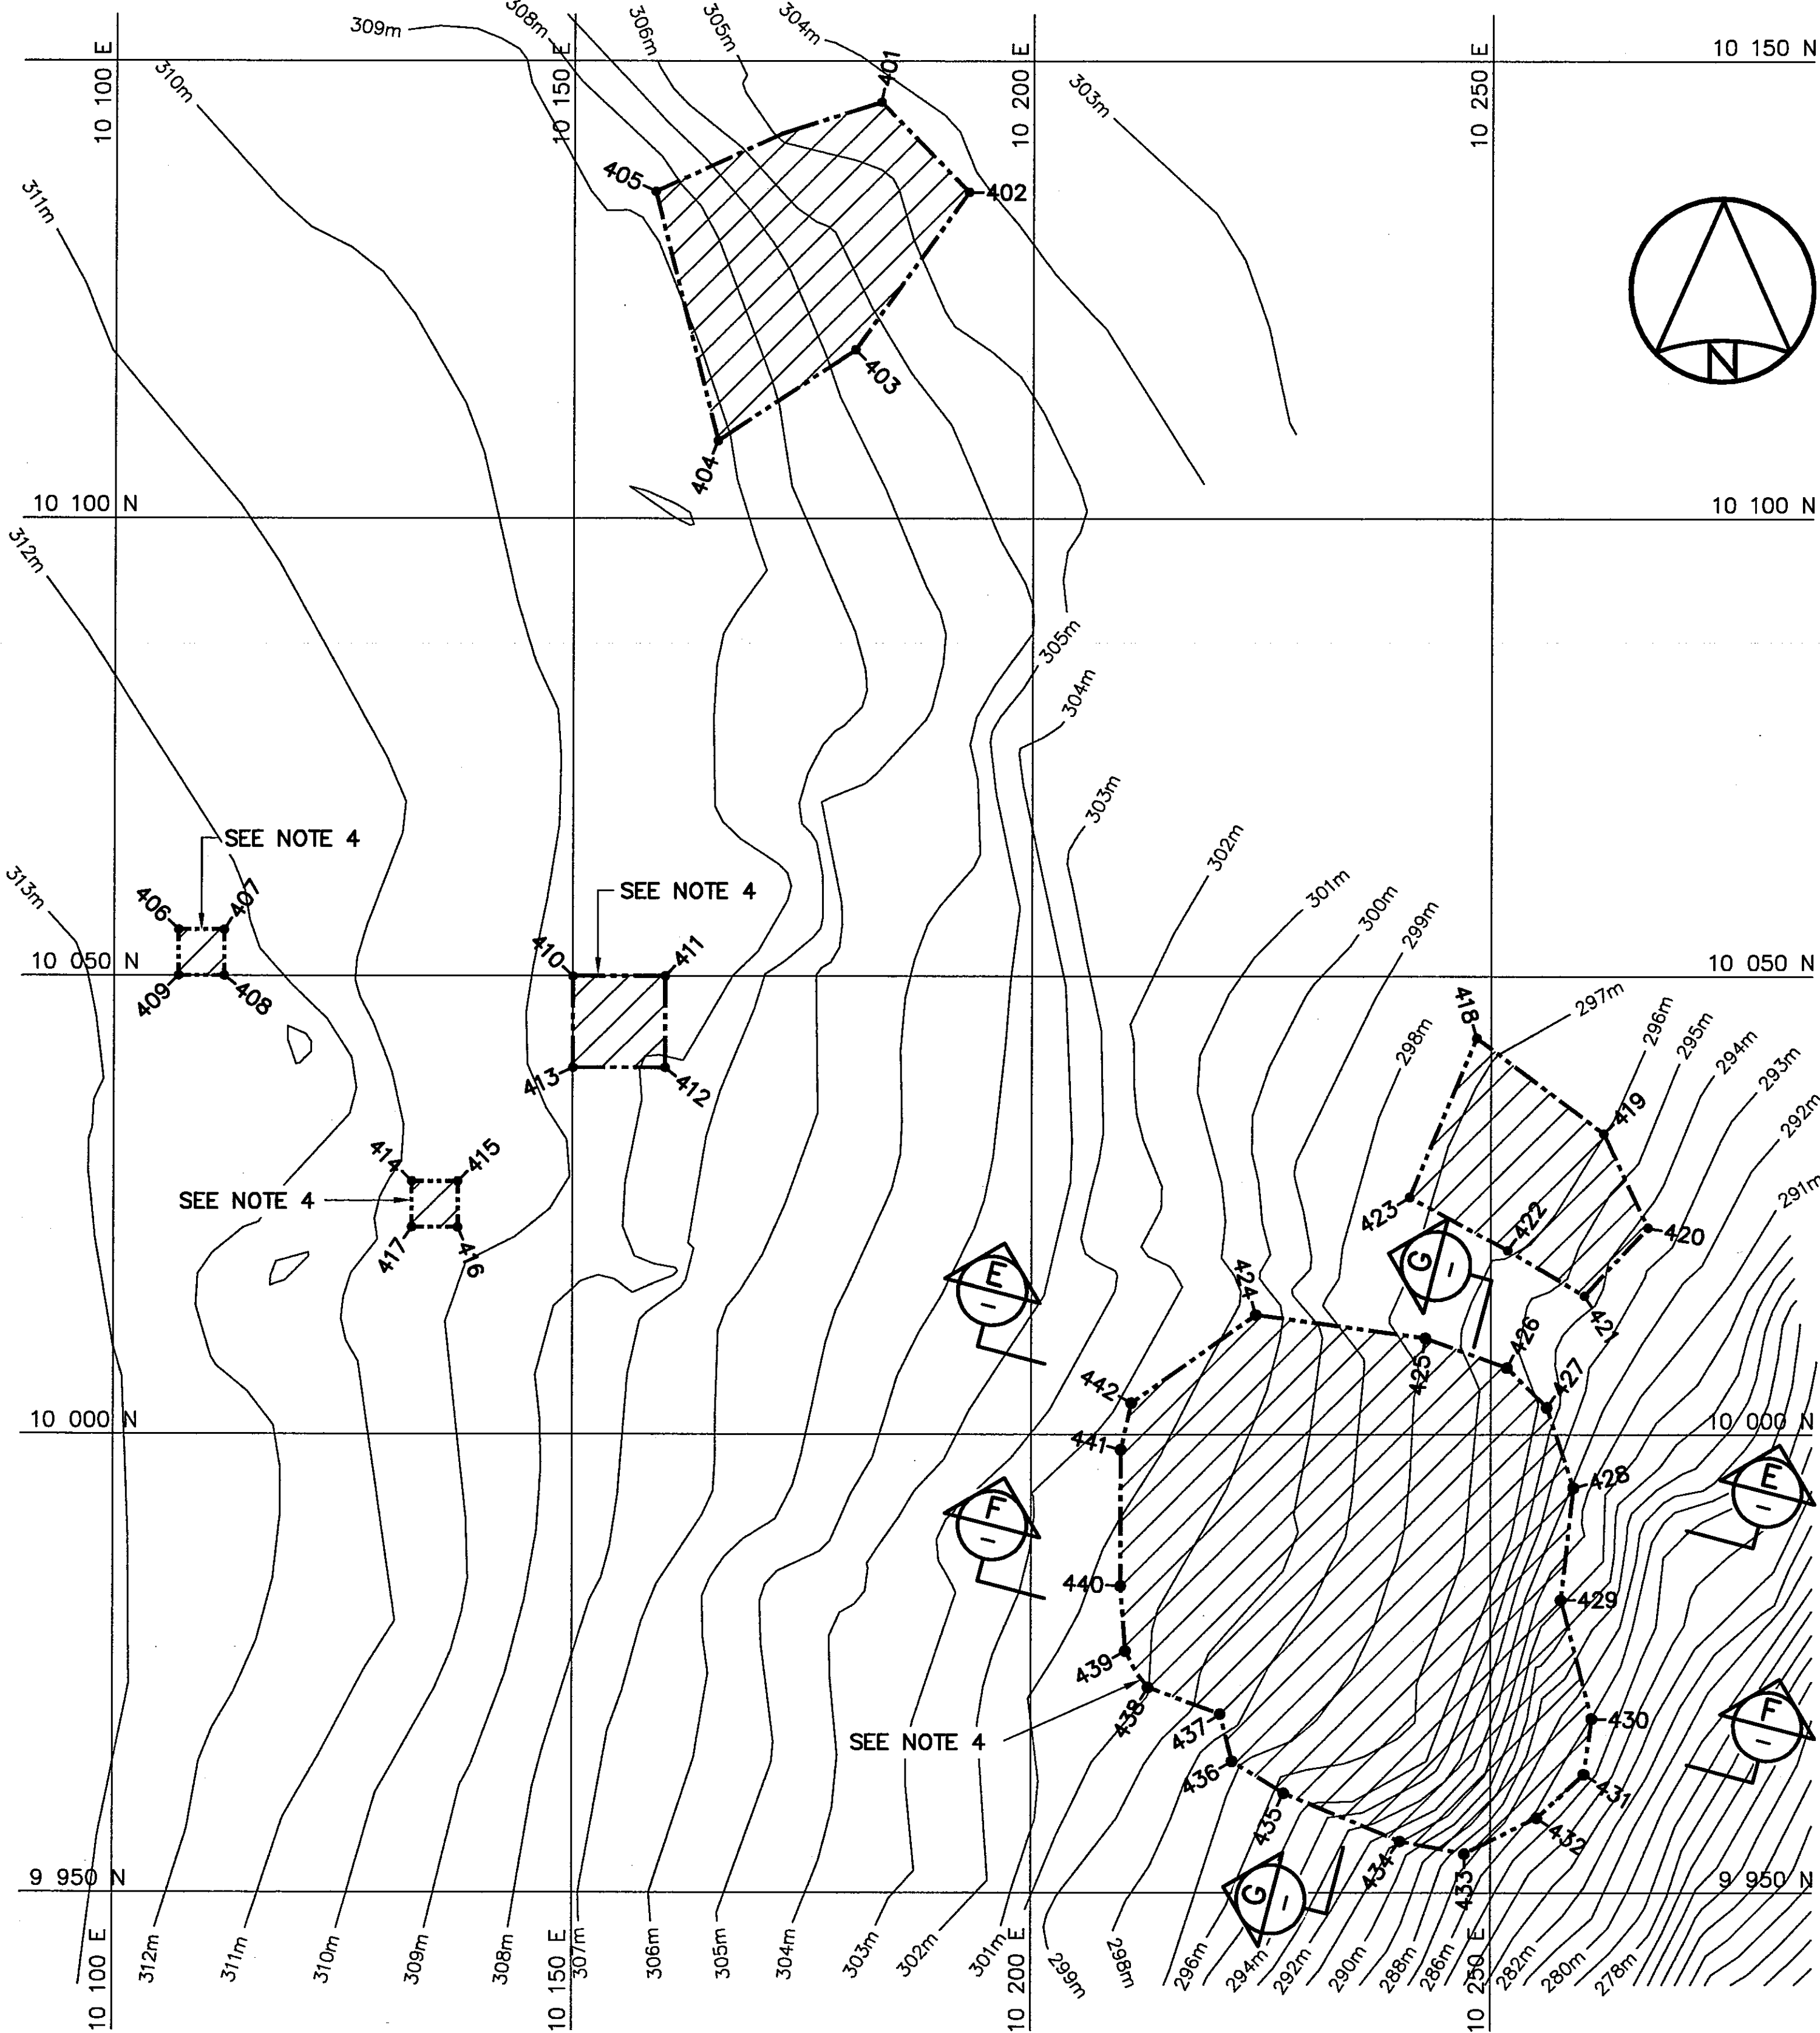 10 100 E
10 150 E
10 200 E
10 250 E
10 150 N
309m
308m
306m
305m
304m
303m
310m
311m
401
402
405
403
404
N
10 100 N
10 100 N
312m
305m
304m
303m
302m
301m
300m
299m
298m
297m
296m
295m
294m
293m
292m
291m
313m
SEE NOTE 4
406
407
408
409
SEE NOTE 4
410
411
412
413
10 050 N
10 050 N
414
415
416
417
SEE NOTE 4
418
419
420
421
422
423
E
-
G
-
424
425
426
427
428
429
430
431
432
433
434
435
436
437
438
439
440
441
442
10 000 N
10 000 N
F
-
E
-
F
-
SEE NOTE 4
G
-
9 950 N
9 950 N
10 100 E
10 150 E
10 200 E
10 250 E
312m
311m
310m
309m
308m
307m
306m
305m
304m
303m
302m
301m
299m
298m
296m
294m
292m
290m
288m
286m
282m
280m
278m